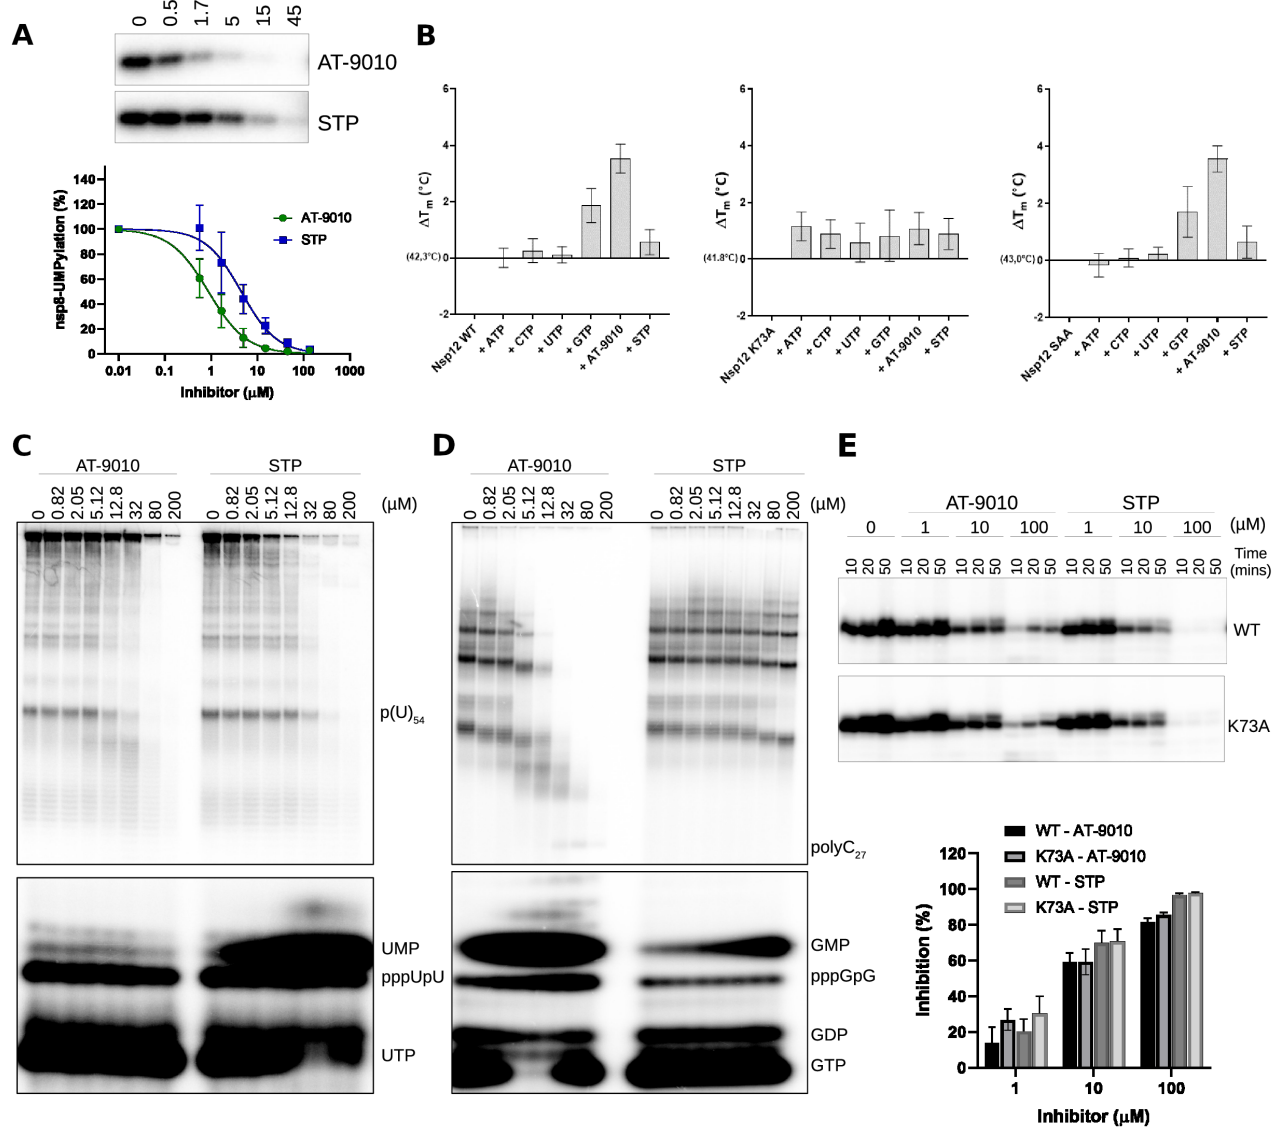 A
0 0.5 1.7 5 15 45
AT-9010
STP
nsp8-UMPylation (%)
140
120
100
80
60
40
20
0
AT-9010
STP
0.01 0.1 1 10 100 1000
Inhibitor (μM)
B
ΔTm (°C)
6
4
2
(42,3°C) 0
-2
Nsp12 WT + ATP + CTP + UTP + GTP + AT-9010 + STP
ΔTm (°C)
6
4
2
(41.8°C) 0
-2
Nsp12 K73A + ATP + CTP + UTP + GTP + AT-9010 + STP
ΔTm (°C)
6
4
2
(43,0°C) 0
-2
Nsp12 SAA + ATP + CTP + UTP + GTP + AT-9010 + STP
C
AT-9010 STP
0 0.82 2.05 5.12 12.8 32 80 200 0 0.82 2.05 5.12 12.8 32 80 200 (μM)
p(U)54
UMP
pppUpU
UTP
D
AT-9010 STP
0 0.82 2.05 5.12 12.8 32 80 200 0 0.82 2.05 5.12 12.8 32 80 200 (μM)
polyC27
GMP
pppGpG
GDP
GTP
E
AT-9010 STP
0 1 10 100 1 10 100 (μM)
10 20 50 10 20 50 10 20 50 10 20 50 10 20 50 10 20 50 10 20 50 Time
(mins)
WT
K73A
WT - AT-9010
K73A - AT-9010
WT - STP
K73A - STP
Inhibition (%)
120
100
80
60
40
20
0
1 10 100
Inhibitor (μM)